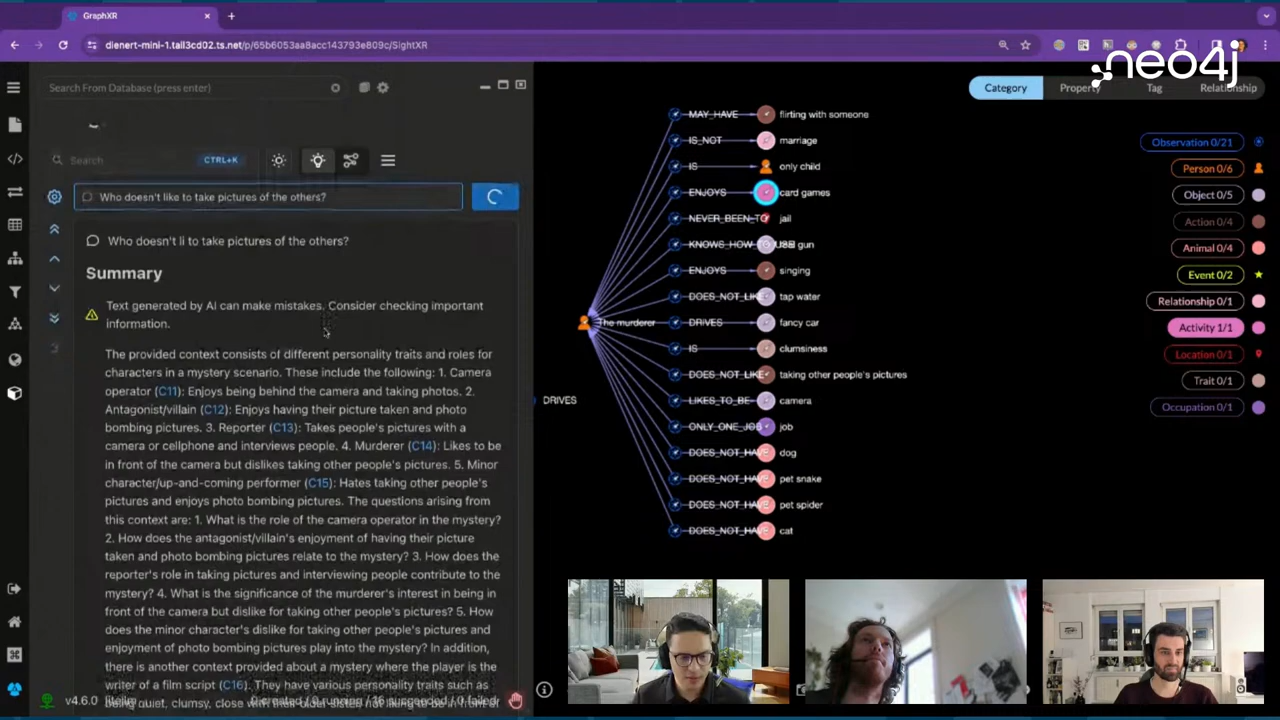 GraphXR
dienert-mini-1.tail3cd02.ts.net/p/65b6053aa8acc143793e809c/SightXR
neo4j
Search From Database (press enter)
Category
Property
Tag
Relationship
Search
CTRL+K
Who doesn't like to take pictures of the others?
Who doesn't li to take pictures of the others?
Summary
Text generated by AI can make mistakes. Consider checking important
information.
The provided context consists of different personality traits and roles for
characters in a mystery scenario. These include the following: 1. Camera
operator (C11): Enjoys being behind the camera and taking photos. 2.
Antagonist/villain (C12): Enjoys having their picture taken and photo
bombing pictures. 3. Reporter (C13): Takes people's pictures with a
camera or cellphone and interviews people. 4. Murderer (C14): Likes to be
in front of the camera but dislikes taking other people's pictures. 5. Minor
character/up-and-coming performer (C15): Hates taking other people's
pictures and enjoys photo bombing pictures. The questions arising from
this context are: 1. What is the role of the camera operator in the mystery?
2. How does the antagonist/villain's enjoyment of having their picture
taken and photo bombing pictures relate to the mystery? 3. How does the
reporter's role in taking pictures and interviewing people contribute to the
mystery? 4. What is the significance of the murderer's interest in being in
front of the camera but dislike for taking other people's pictures? 5. How
does the minor character's dislike for taking other people's pictures and
enjoyment of photo bombing pictures play into the mystery? In addition,
there is another context provided about a mystery where the player is the
writer of a film script (C16). They have various personality traits such as
v4.6.0
MAY_HAVE flirting with someone
IS_NOT marriage
IS only child
ENJOYS card games
NEVER_BEEN_TO jail
KNOWS_HOW_TO gun
ENJOYS singing
DOES_NOT_LIKE tap water
The murderer
DRIVES fancy car
IS clumsiness
DOES_NOT_LIKE taking other people's pictures
DRIVES
LIKES_TO_BE camera
ONLY_ONE_JOB job
DOES_NOT_HAVE dog
DOES_NOT_HAVE pet snake
DOES_NOT_HAVE pet spider
DOES_NOT_HAVE cat
Observation 0/21
Person 0/6
Object 0/5
Action 0/4
Animal 0/4
Event 0/2
Relationship 0/1
Activity 1/1
Location 0/1
Trait 0/1
Occupation 0/1